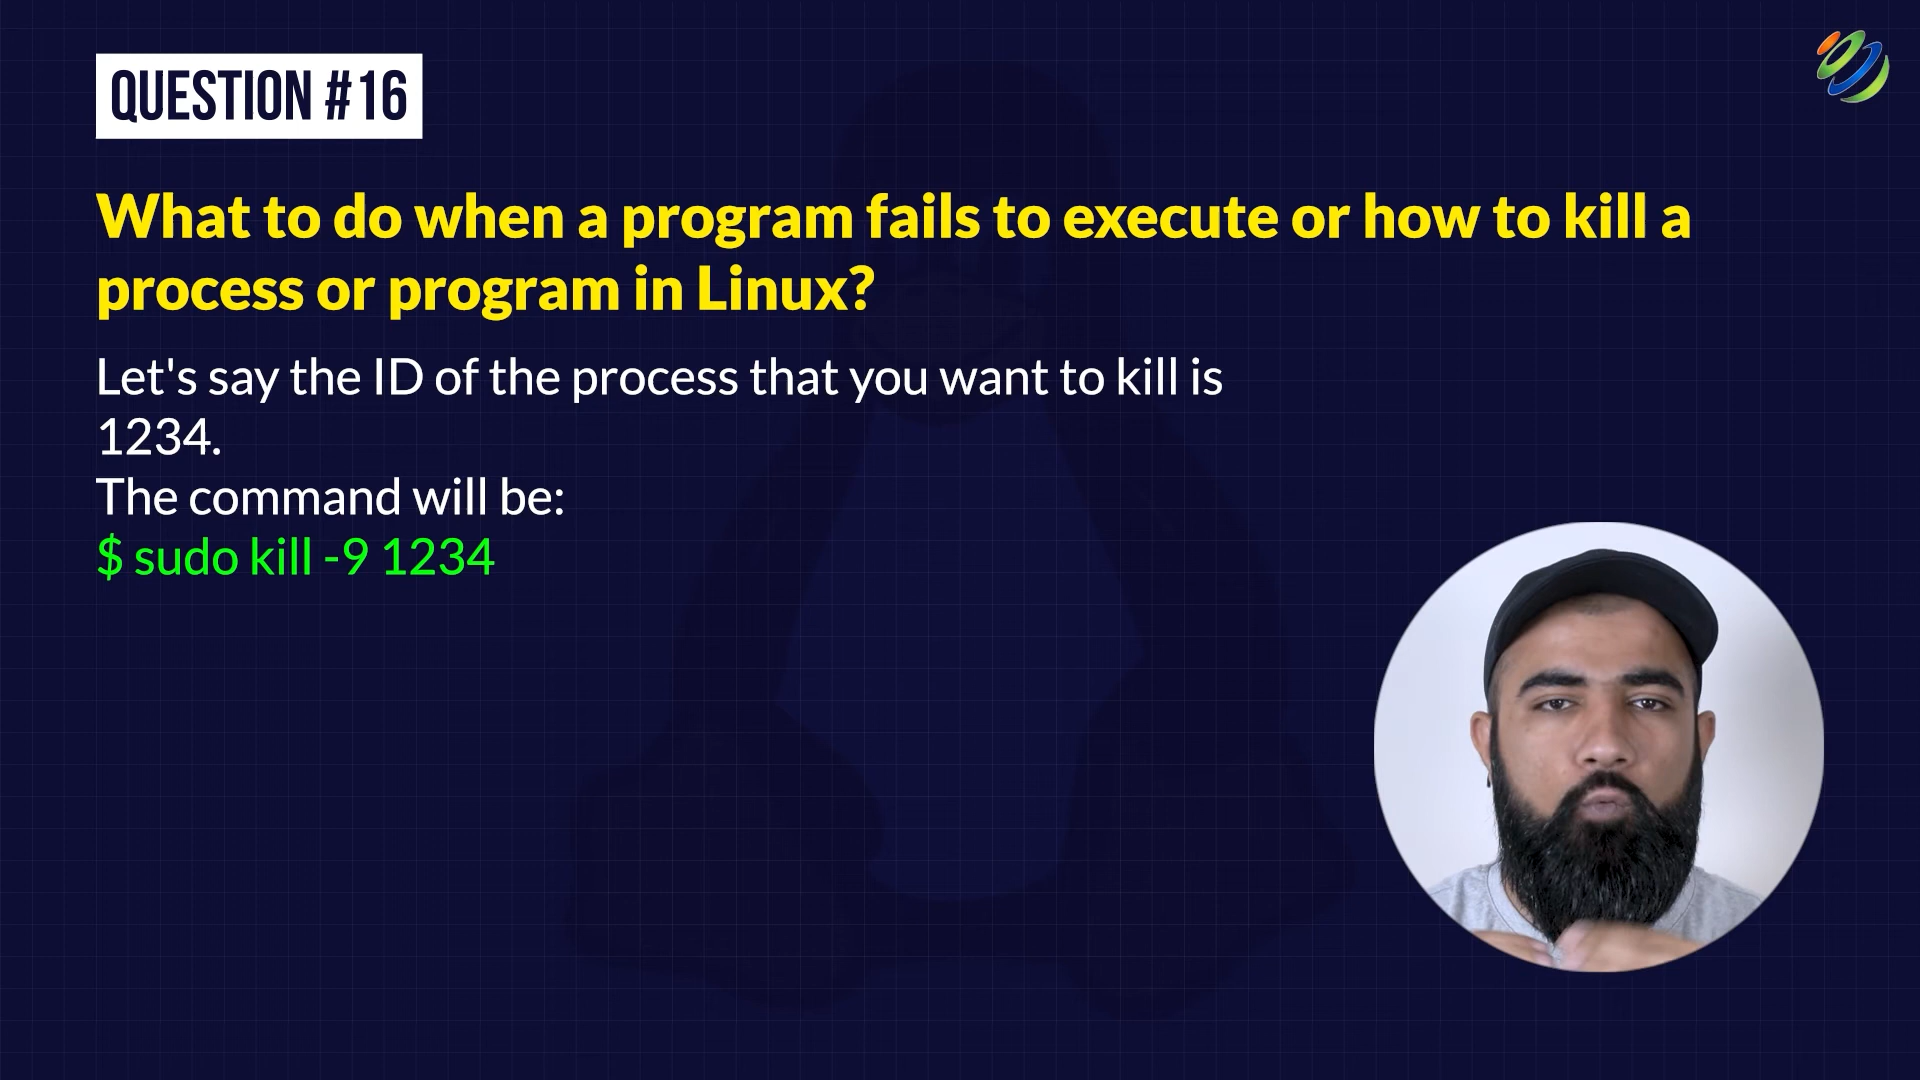 QUESTION #16
What to do when a program fails to execute or how to kill a
process or program in Linux?
Let's say the ID of the process that you want to kill is
1234.
The command will be:
$ sudo kill -9 1234